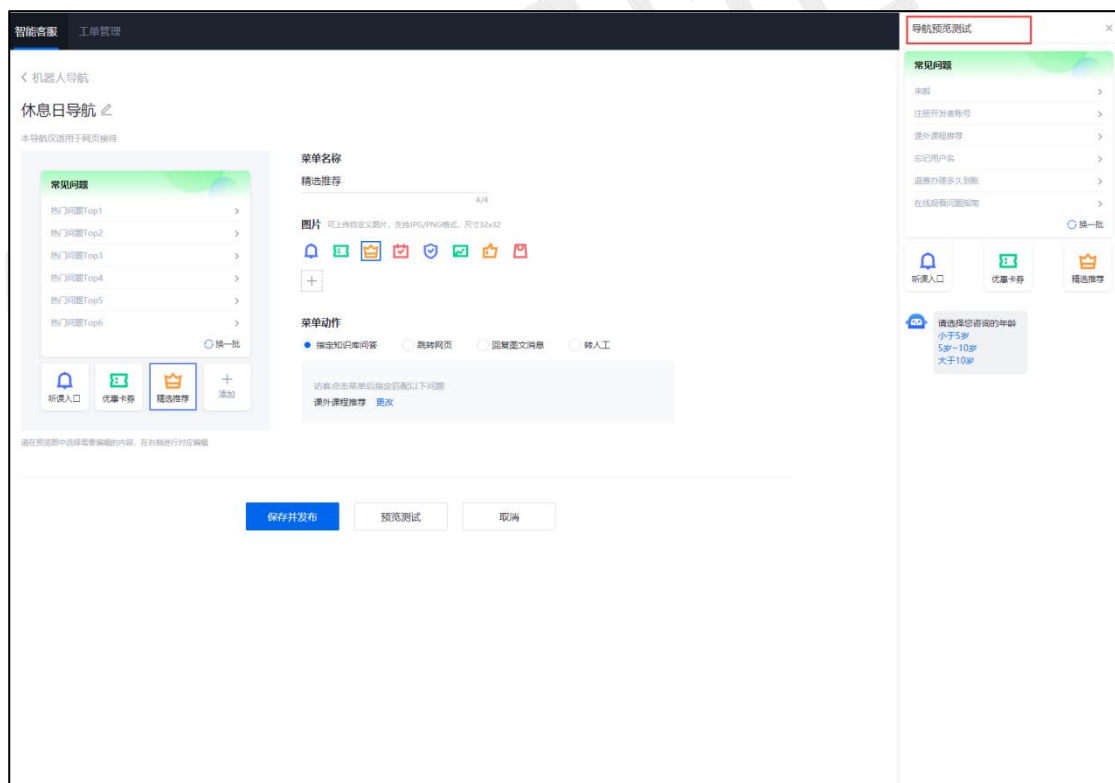 智能客服 工单管理
机器人导航
休息日导航
本导航仅适用于网页接待
常见问题
热门问题Top1
热门问题Top2
热门问题Top3
热门问题Top4
热门问题Top5
热门问题Top6
换一批
听课入口 优惠卡券 精选推荐 添加
请在预览图中选择需要编辑的内容，在右侧进行对应编辑
菜单名称
精选推荐
4/4
图片 可上传自定义图片，支持JPG/PNG格式，尺寸32x32
菜单动作
指定知识库问答 跳转网页 回复图文消息 转人工
访客点击菜单后指定匹配以下问题
课外课程推荐 更改
保存并发布 预览测试 取消
导航预览测试
常见问题
注册开发者账号
课外课程推荐
忘记用户名
退费办理多久到账
在线观看问题指南
换一批
听课入口 优惠卡券 精选推荐
请选择您咨询的年龄
小于5岁
5岁~10岁
大于10岁